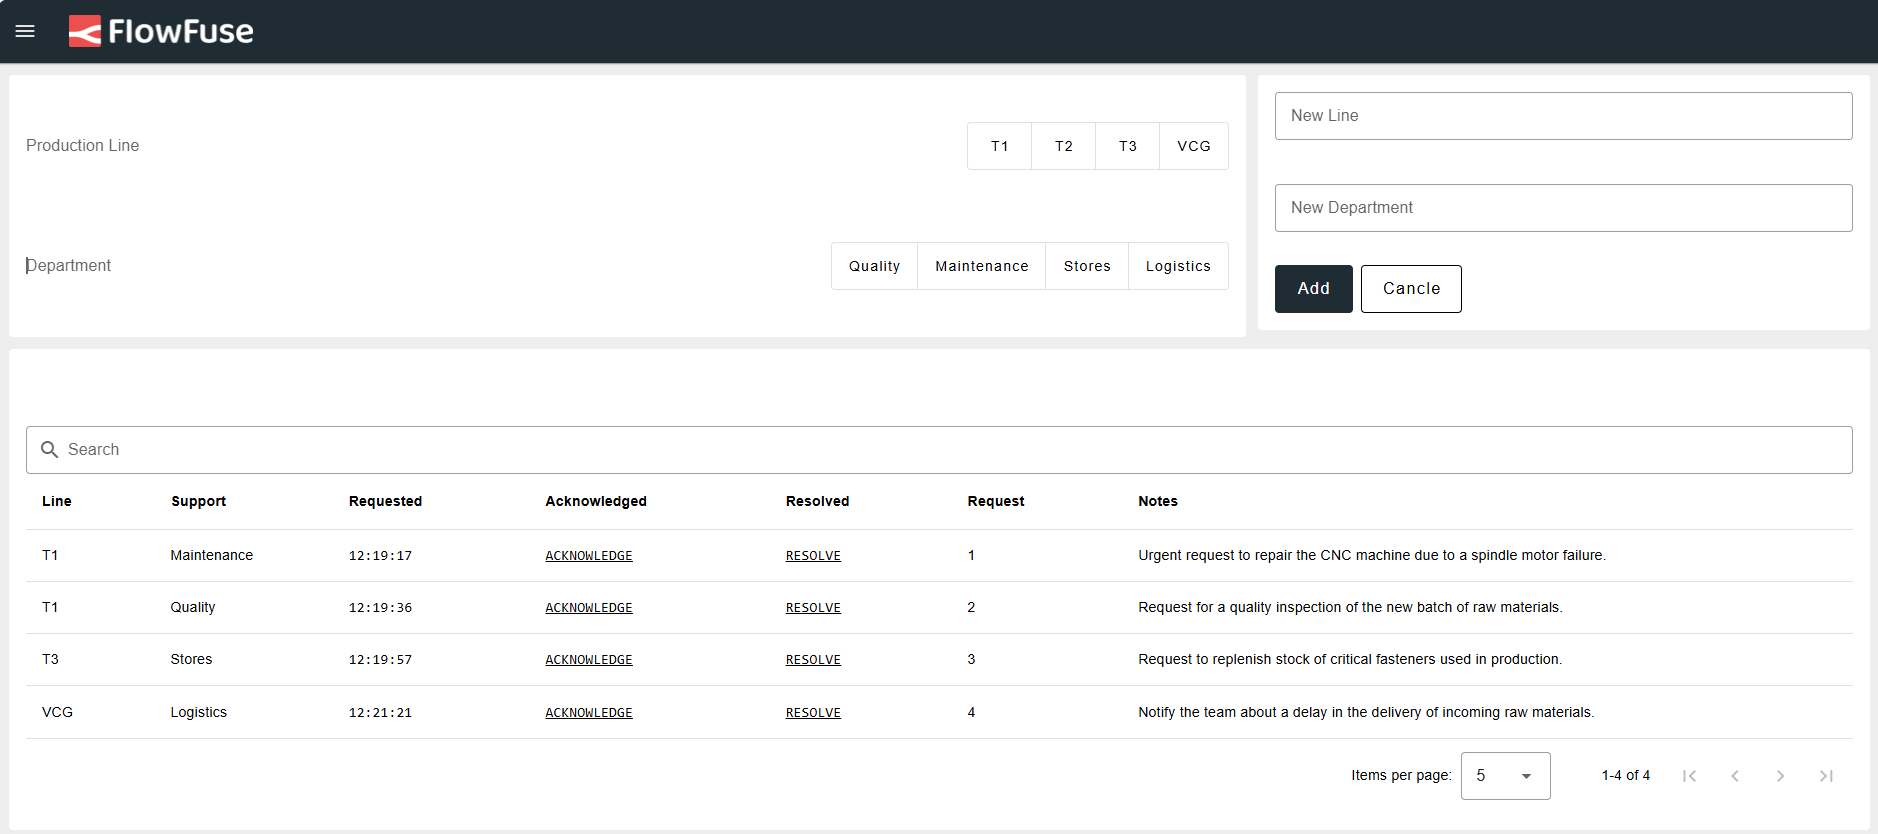 FlowFuse
Production Line
T1 T2 T3 VCG
Department
Quality Maintenance Stores Logistics
New Line
New Department
Add Cancle
Search
Line Support Requested Acknowledged Resolved Request Notes
T1 Maintenance 12:19:17 ACKNOWLEDGE RESOLVE 1 Urgent request to repair the CNC machine due to a spindle motor failure.
T1 Quality 12:19:36 ACKNOWLEDGE RESOLVE 2 Request for a quality inspection of the new batch of raw materials.
T3 Stores 12:19:57 ACKNOWLEDGE RESOLVE 3 Request to replenish stock of critical fasteners used in production.
VCG Logistics 12:21:21 ACKNOWLEDGE RESOLVE 4 Notify the team about a delay in the delivery of incoming raw materials.
Items per page: 5 1-4 of 4